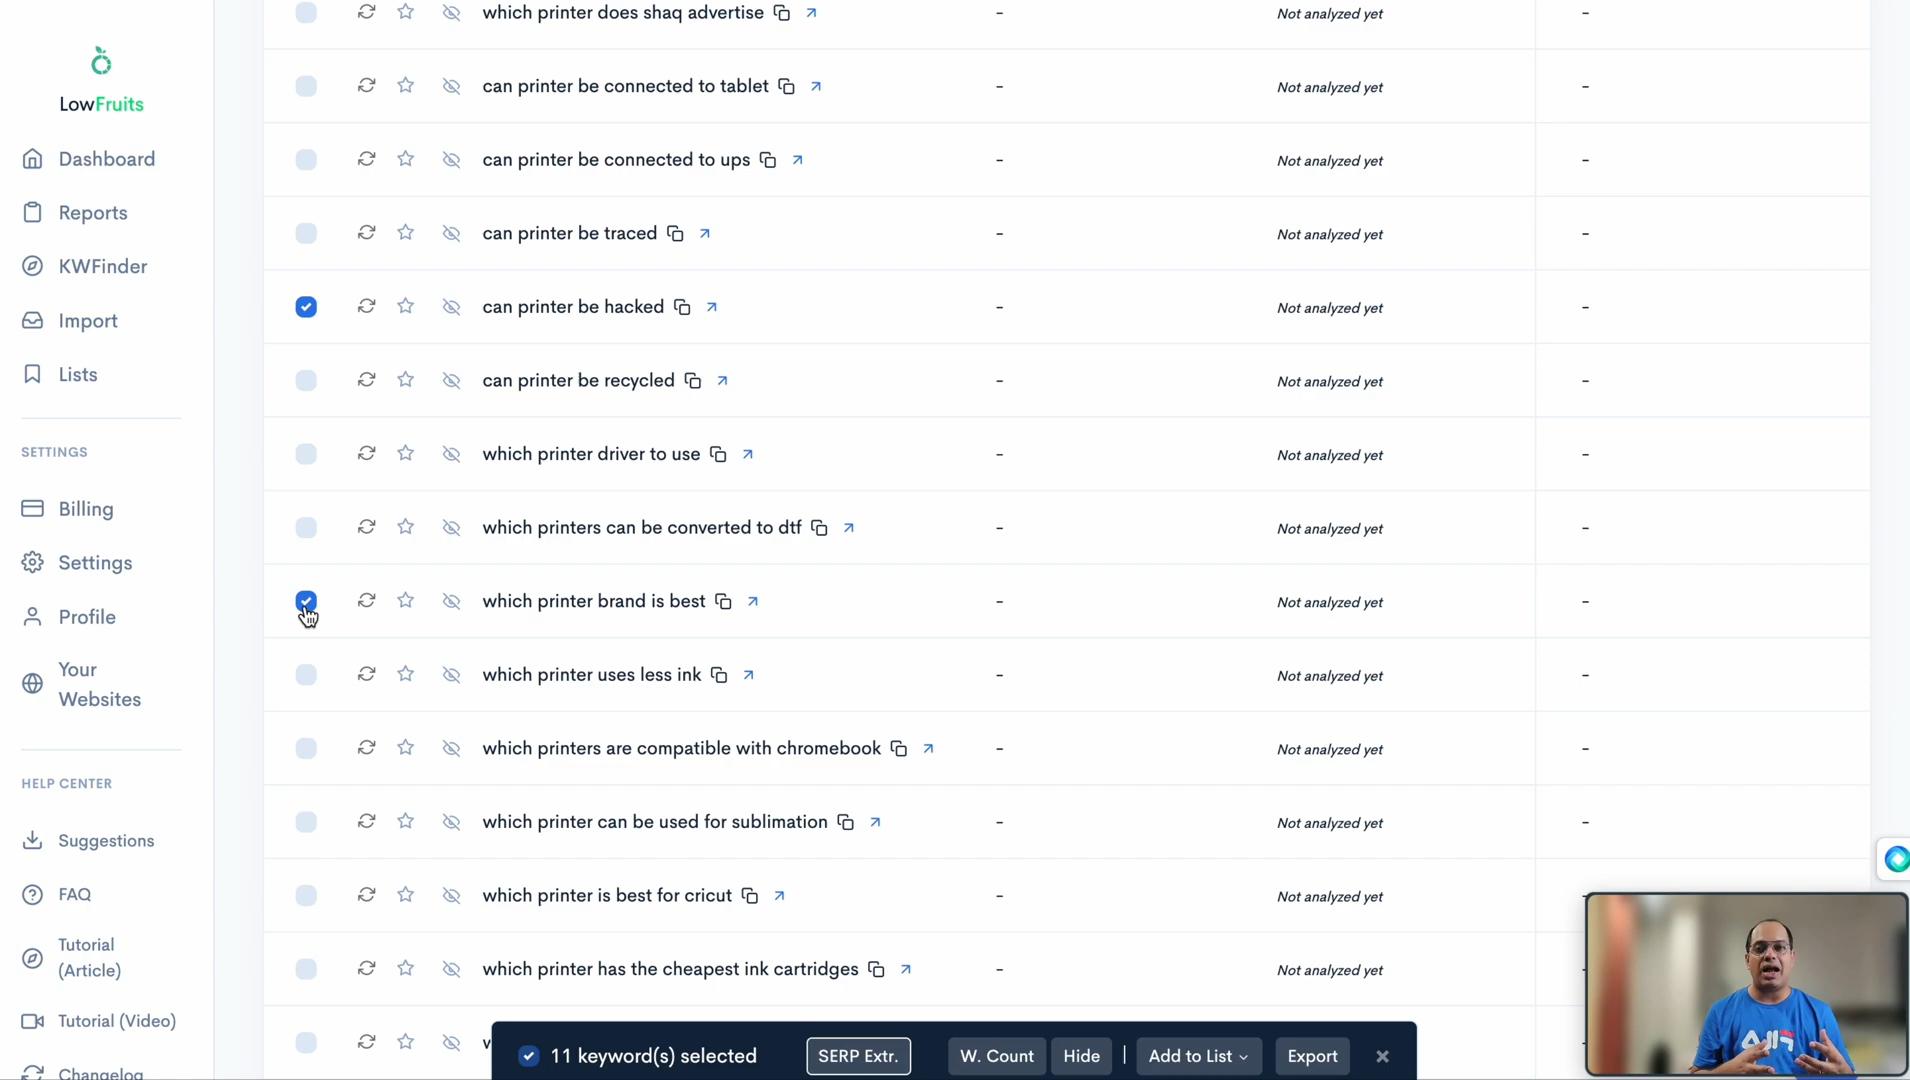 LowFruits
Dashboard
Reports
KWFinder
Import
Lists
SETTINGS
Billing
Settings
Profile
Your
Websites
HELP CENTER
Suggestions
FAQ
Tutorial
(Article)
Tutorial (Video)
Changelog
which printer does shaq advertise - Not analyzed yet -
can printer be connected to tablet - Not analyzed yet -
can printer be connected to ups - Not analyzed yet -
can printer be traced - Not analyzed yet -
can printer be hacked - Not analyzed yet -
can printer be recycled - Not analyzed yet -
which printer driver to use - Not analyzed yet -
which printers can be converted to dtf - Not analyzed yet -
which printer brand is best - Not analyzed yet -
which printer uses less ink - Not analyzed yet -
which printers are compatible with chromebook - Not analyzed yet -
which printer can be used for sublimation - Not analyzed yet -
which printer is best for cricut - Not analyzed yet -
which printer has the cheapest ink cartridges - Not analyzed yet -
11 keyword(s) selected SERP Extr. W. Count Hide | Add to List Export